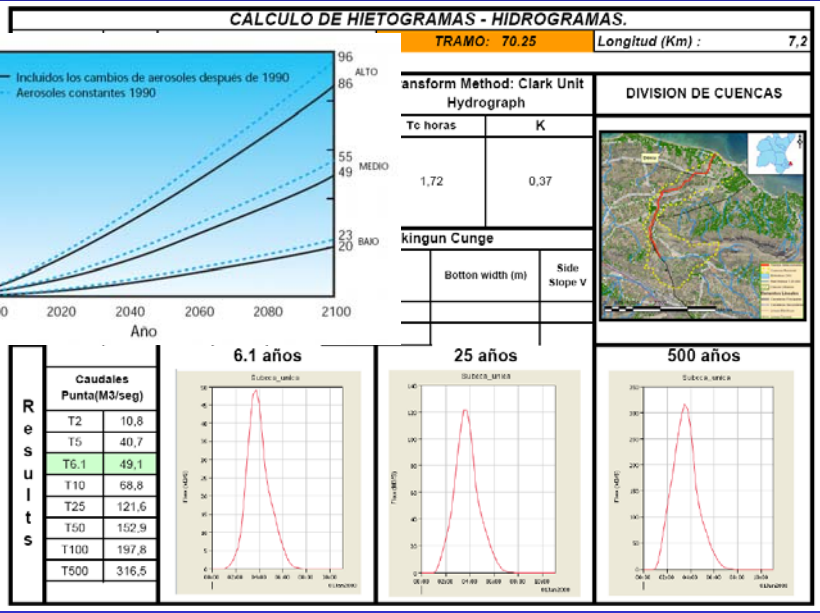 CALCULO DE HIETOGRAMAS - HIDROGRAMAS.
TRAMO: 70.25
Longitud (Km) :
7,2
Incluidos los cambios de aerosoles después de 1990
Aerosoles constantes 1990
96
ALTO
86
55
49
MEDIO
23
20
BAJO
0
2020
2040
2060
2080
2100
Año
ansform Method: Clark Unit
Hydrograph
Tc horas
K
1,72
0,37
kingun Cunge
Botton width (m)
Side
Slope V
DIVISION DE CUENCAS
Results
Caudales
Punta(M3/seg)
T2 10,8
T5 40,7
T6.1 49,1
T10 68,8
T25 121,6
T50 152,9
T100 197,8
T500 316,5
6.1 años
Subcca_unica
25 años
Subcca_unica
500 años
Subcca_unica